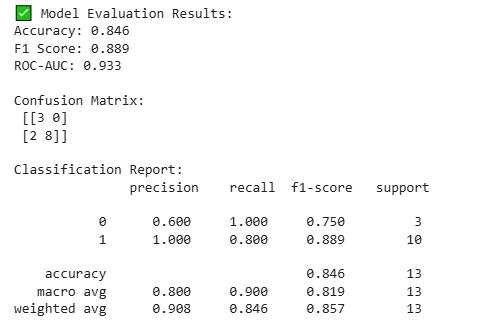 ✅ Model Evaluation Results:
Accuracy: 0.846
F1 Score: 0.889
ROC-AUC: 0.933
Confusion Matrix:
[[3 0]
[2 8]]
Classification Report:
precision recall f1-score support
0 0.600 1.000 0.750 3
1 1.000 0.800 0.889 10
accuracy 0.846 13
macro avg 0.800 0.900 0.819 13
weighted avg 0.908 0.846 0.857 13